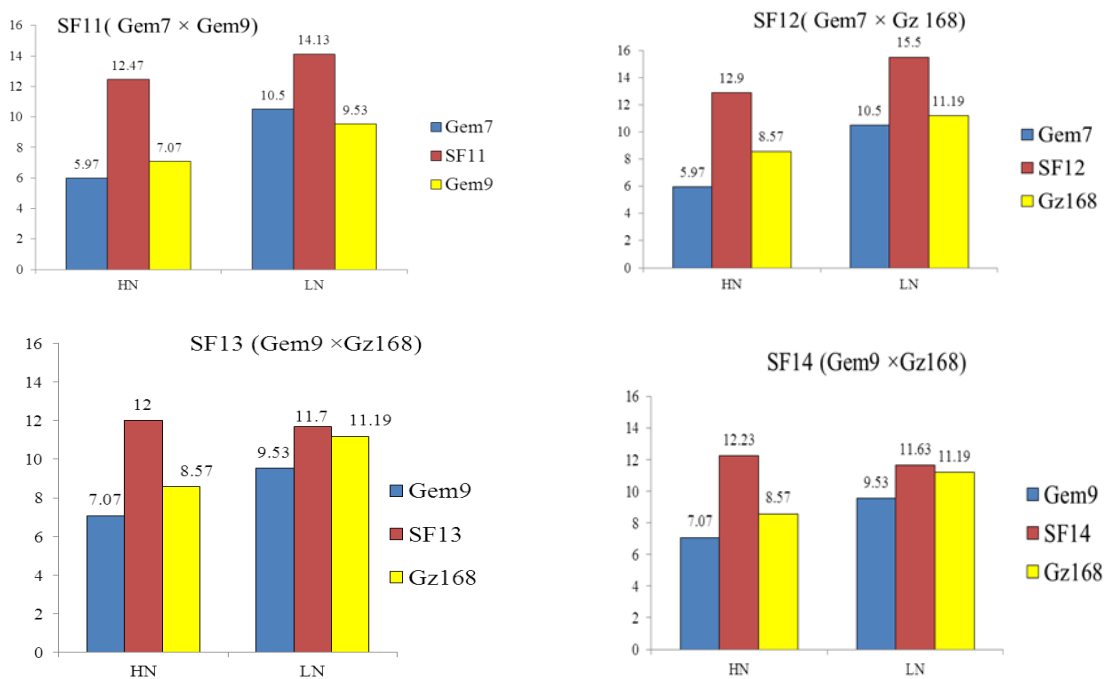 SF11( Gem7 × Gem9)
16
14
12
10
8
6
4
2
0
12.47
5.97
7.07
14.13
10.5
9.53
HN
LN
Gem7
SF11
Gem9
SF12( Gem7 × Gz 168)
16
14
12
10
8
6
4
2
0
12.9
5.97
8.57
15.5
10.5
11.19
HN
LN
Gem7
SF12
Gz168
SF13 (Gem9 ×Gz168)
16
14
12
10
8
6
4
2
0
12
7.07
8.57
11.7
9.53
11.19
HN
LN
Gem9
SF13
Gz168
SF14 (Gem9 ×Gz168)
16
14
12
10
8
6
4
2
0
12.23
7.07
8.57
11.63
9.53
11.19
HN
LN
Gem9
SF14
Gz168